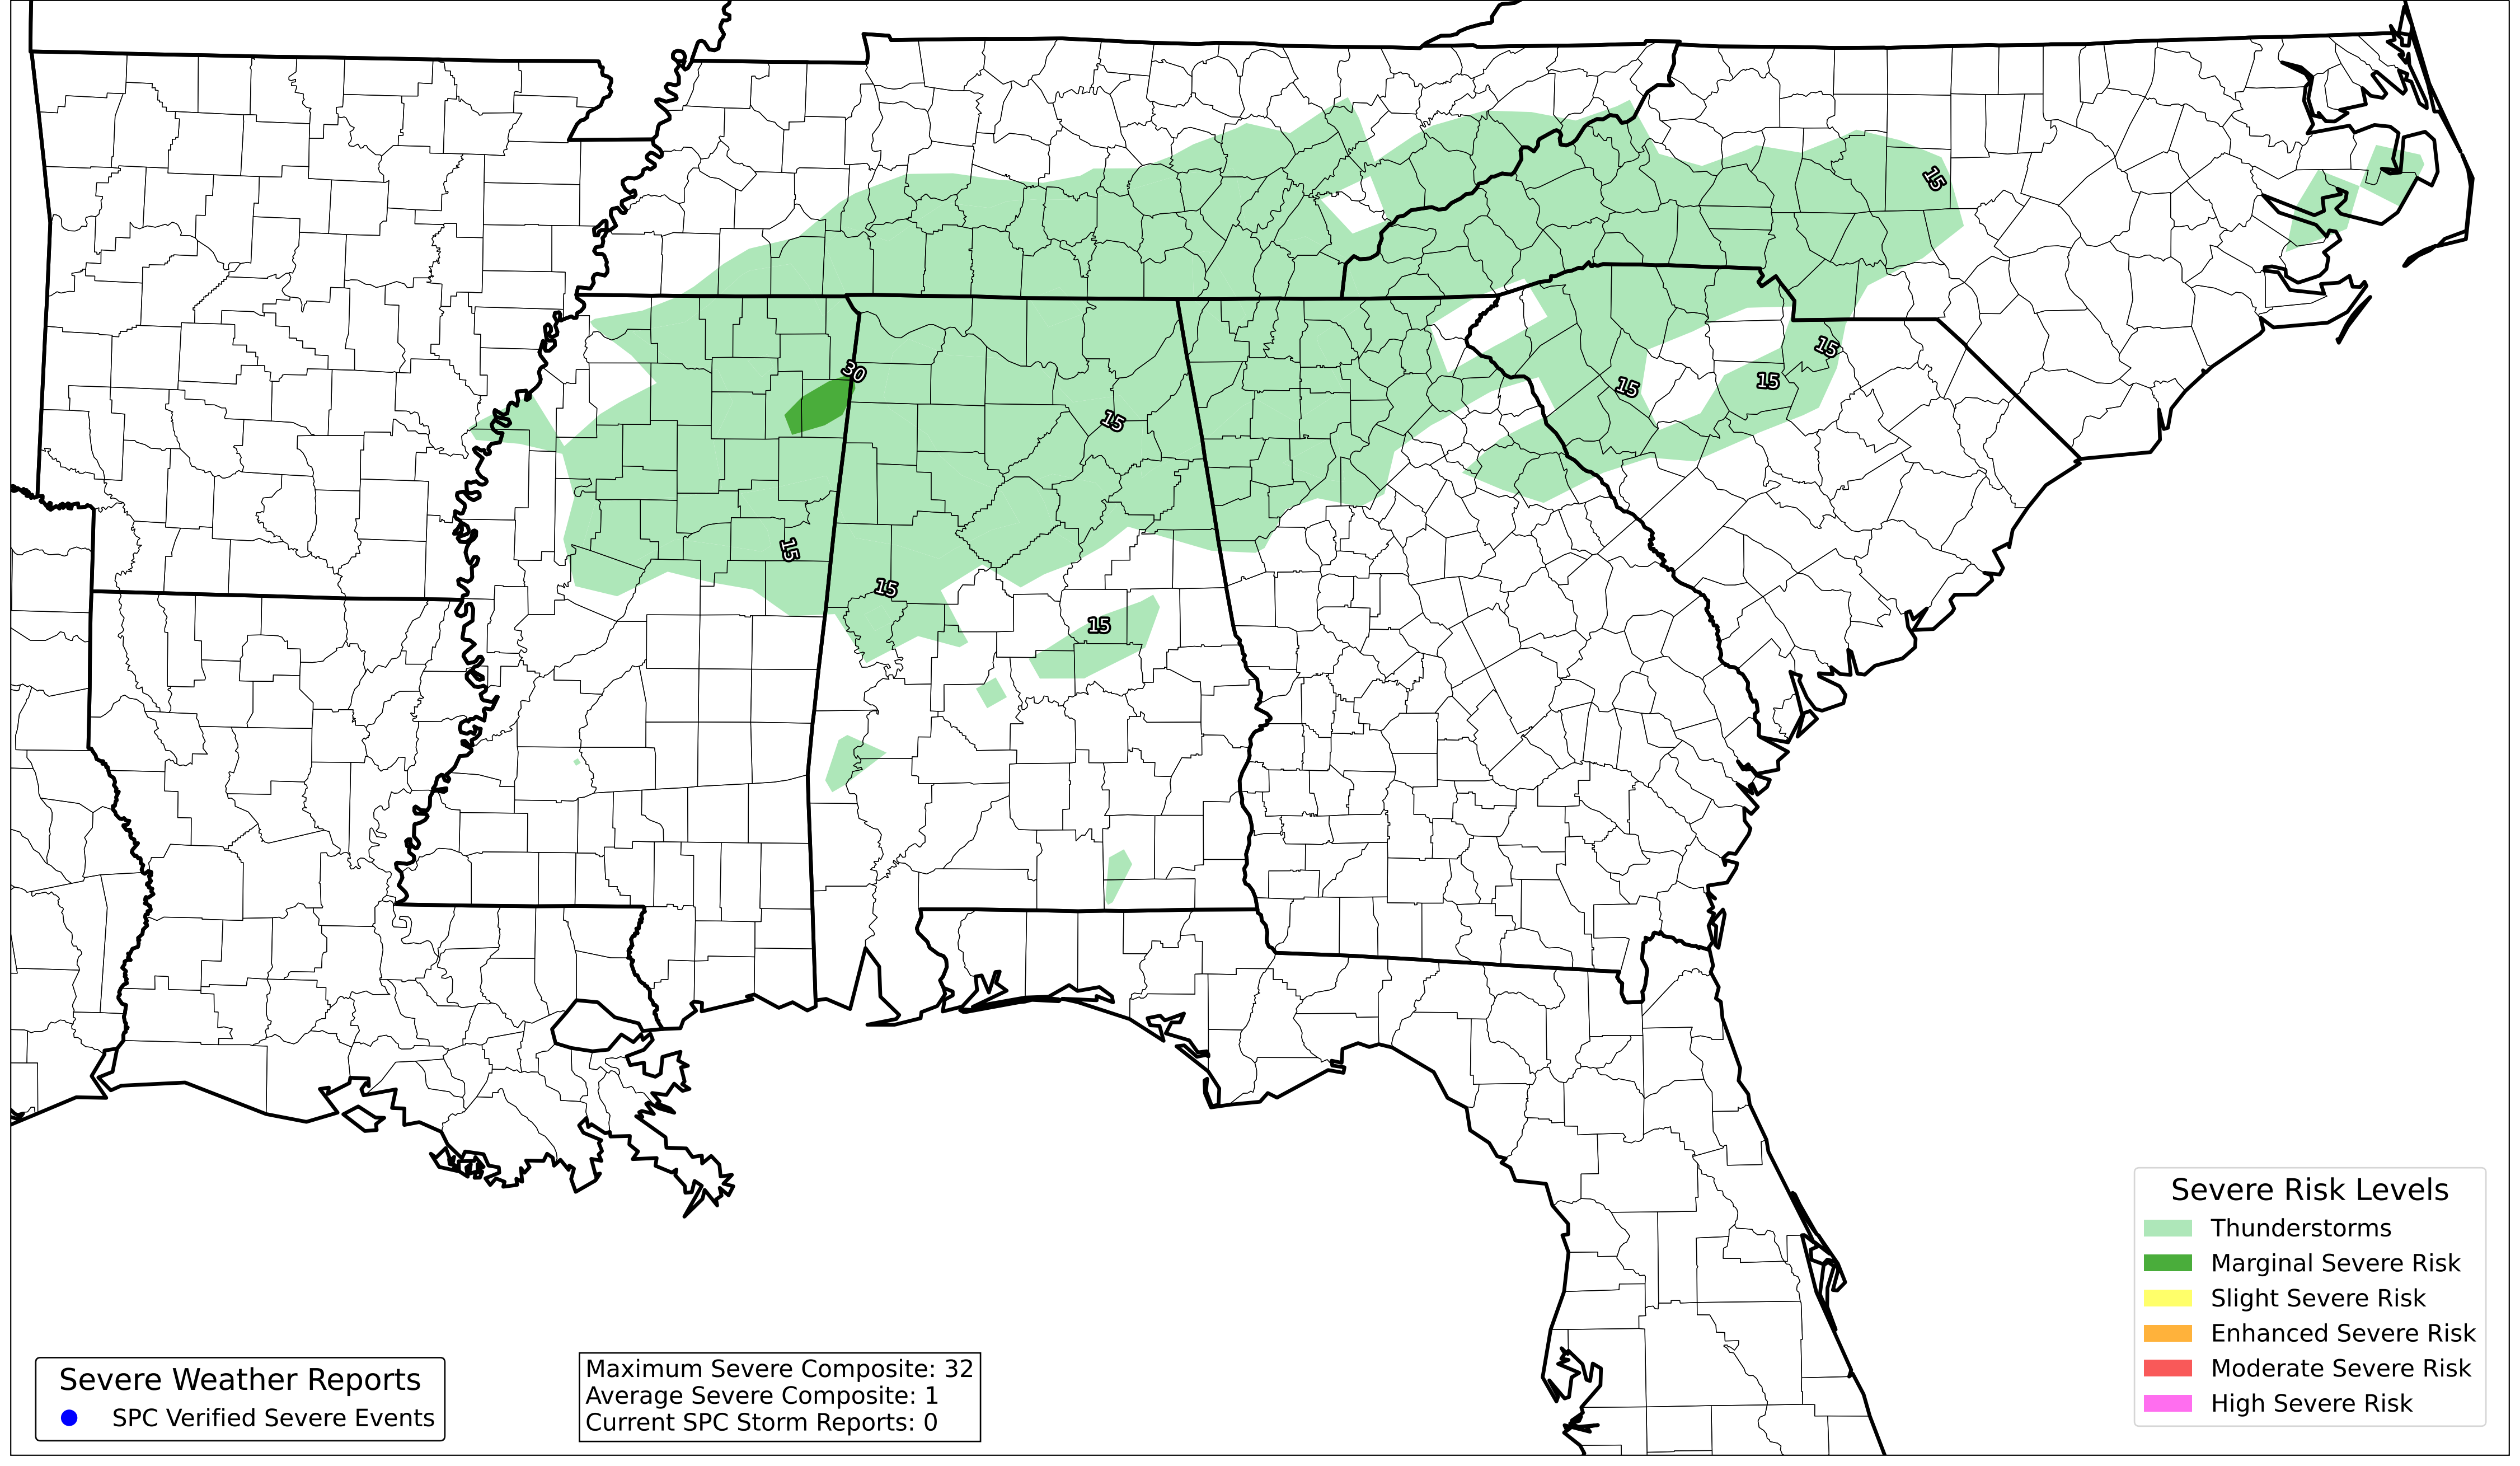 15
15
15
15
30
15
15
15
15
Severe Risk Levels
Thunderstorms
Marginal Severe Risk
Slight Severe Risk
Enhanced Severe Risk
Moderate Severe Risk
High Severe Risk
Severe Weather Reports
SPC Verified Severe Events
Maximum Severe Composite: 32
Average Severe Composite: 1
Current SPC Storm Reports: 0